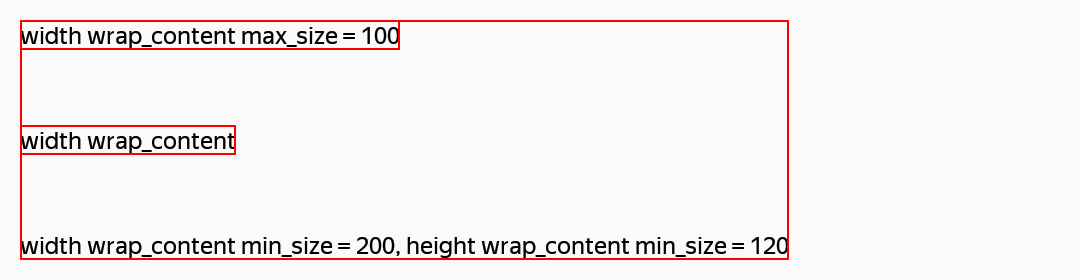 width wrap_content max_size = 100
width wrap_content
width wrap_content min_size = 200, height wrap_content min_size = 120